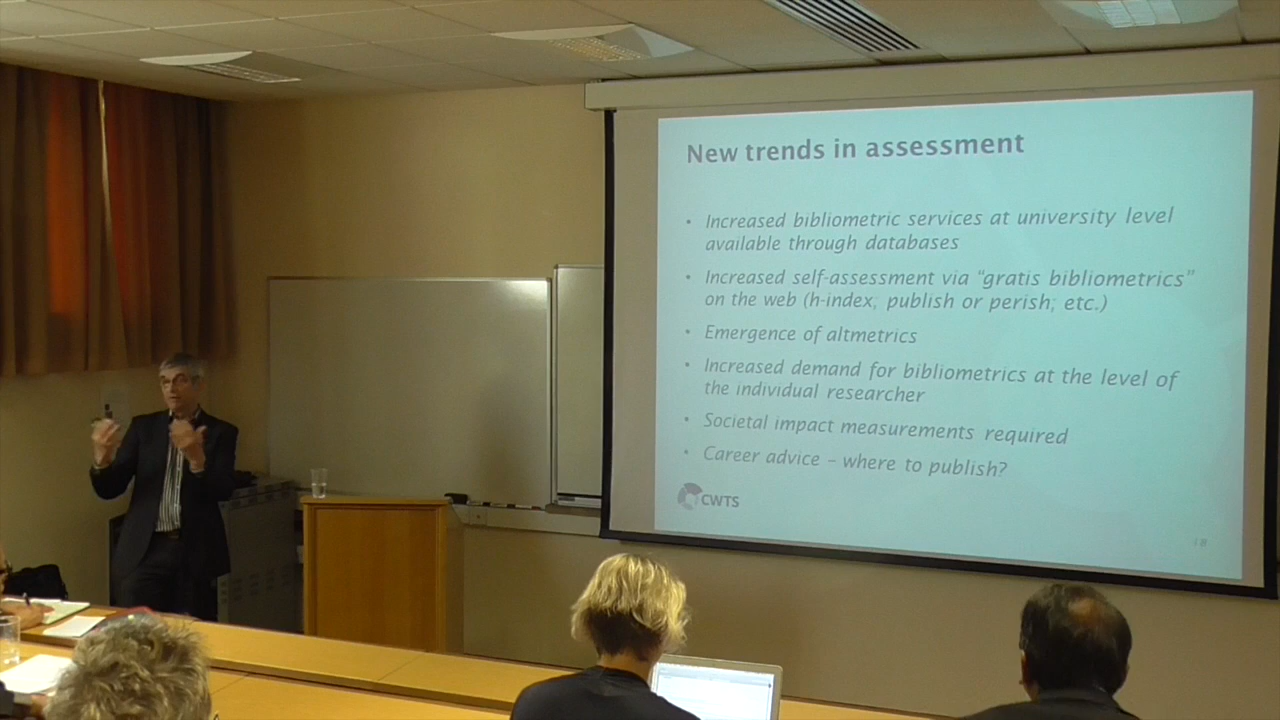 New trends in assessment
• Increased bibliometric services at university level
available through databases
• Increased self-assessment via "gratis bibliometrics"
on the web (h-index, publish or perish, etc.)
• Emergence of altmetrics
• Increased demand for bibliometrics at the level of
the individual researcher
• Societal impact measurements required
• Career advice – where to publish?
CWTS